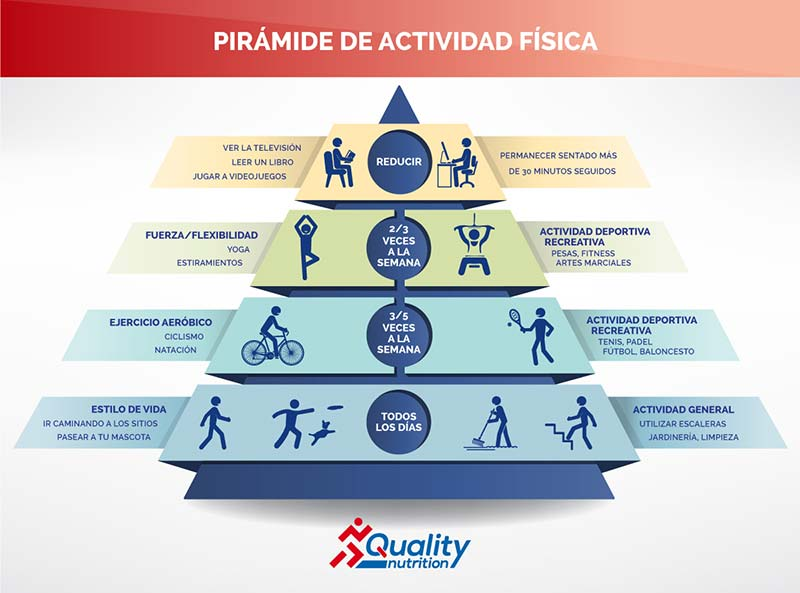 PIRÁMIDE DE ACTIVIDAD FÍSICA
VER LA TELEVISIÓN
LEER UN LIBRO
JUGAR A VIDEOJUEGOS
REDUCIR
PERMANECER SENTADO MÁS
DE 30 MINUTOS SEGUIDOS
FUERZA/FLEXIBILIDAD
YOGA
ESTIRAMIENTOS
2/3
VECES
A LA
SEMANA
ACTIVIDAD DEPORTIVA
RECREATIVA
PESAS, FITNESS
ARTES MARCIALES
EJERCICIO AERÓBICO
CICLISMO
NATACIÓN
3/5
VECES
A LA
SEMANA
ACTIVIDAD DEPORTIVA
RECREATIVA
TENIS, PADEL
FÚTBOL, BALONCESTO
ESTILO DE VIDA
IR CAMINANDO A LOS SITIOS
PASEAR A TU MASCOTA
TODOS
LOS DÍAS
ACTIVIDAD GENERAL
UTILIZAR ESCALERAS
JARDINERÍA, LIMPIEZA
Quality
nutrition